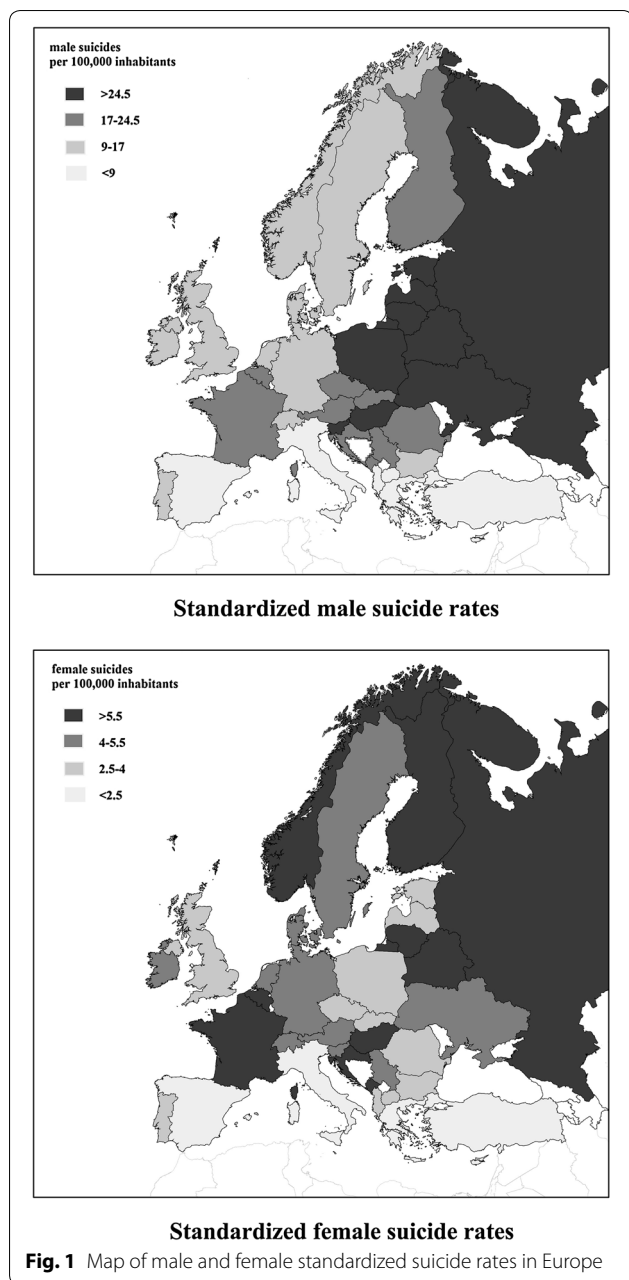 male suicides
per 100,000 inhabitants
>24.5
17-24.5
9-17
<9
Standardized male suicide rates
female suicides
per 100,000 inhabitants
>5.5
4-5.5
2.5-4
<2.5
Standardized female suicide rates
Fig. 1 Map of male and female standardized suicide rates in Europe